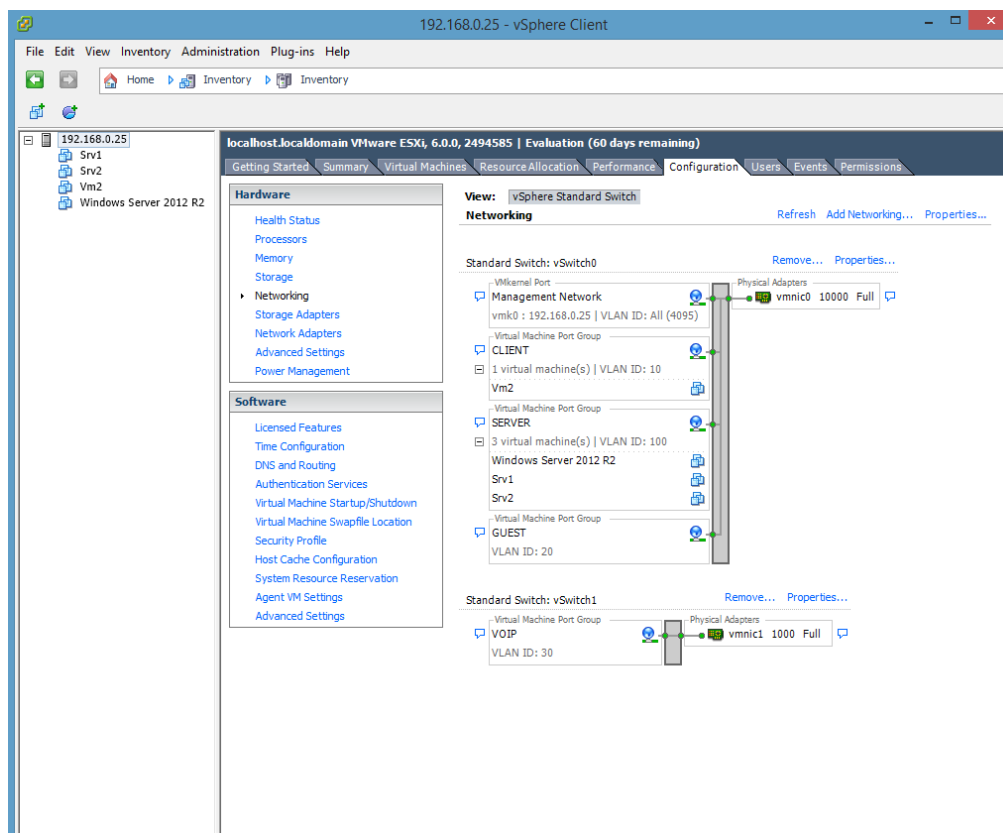 192.168.0.25 - vSphere Client
File Edit View Inventory Administration Plug-ins Help
Home Inventory Inventory
192.168.0.25
Srv1
Srv2
Vm2
Windows Server 2012 R2
localhost.localdomain VMware ESXi, 6.0.0, 2494585 | Evaluation (60 days remaining)
Getting Started Summary Virtual Machines Resource Allocation Performance Configuration Users Events Permissions
Hardware
Health Status
Processors
Memory
Storage
Networking
Storage Adapters
Network Adapters
Advanced Settings
Power Management
Software
Licensed Features
Time Configuration
DNS and Routing
Authentication Services
Virtual Machine Startup/Shutdown
Virtual Machine Swapfile Location
Security Profile
Host Cache Configuration
System Resource Reservation
Agent VM Settings
Advanced Settings
View: vSphere Standard Switch
Networking Refresh Add Networking... Properties...
Standard Switch: vSwitch0 Remove... Properties...
VMkernel Port Physical Adapters
Management Network vmnic0 10000 Full
vmk0 : 192.168.0.25 | VLAN ID: All (4095)
Virtual Machine Port Group
CLIENT
1 virtual machine(s) | VLAN ID: 10
Vm2
Virtual Machine Port Group
SERVER
3 virtual machine(s) | VLAN ID: 100
Windows Server 2012 R2
Srv1
Srv2
Virtual Machine Port Group
GUEST
VLAN ID: 20
Standard Switch: vSwitch1 Remove... Properties...
Virtual Machine Port Group Physical Adapters
VOIP vmnic1 1000 Full
VLAN ID: 30